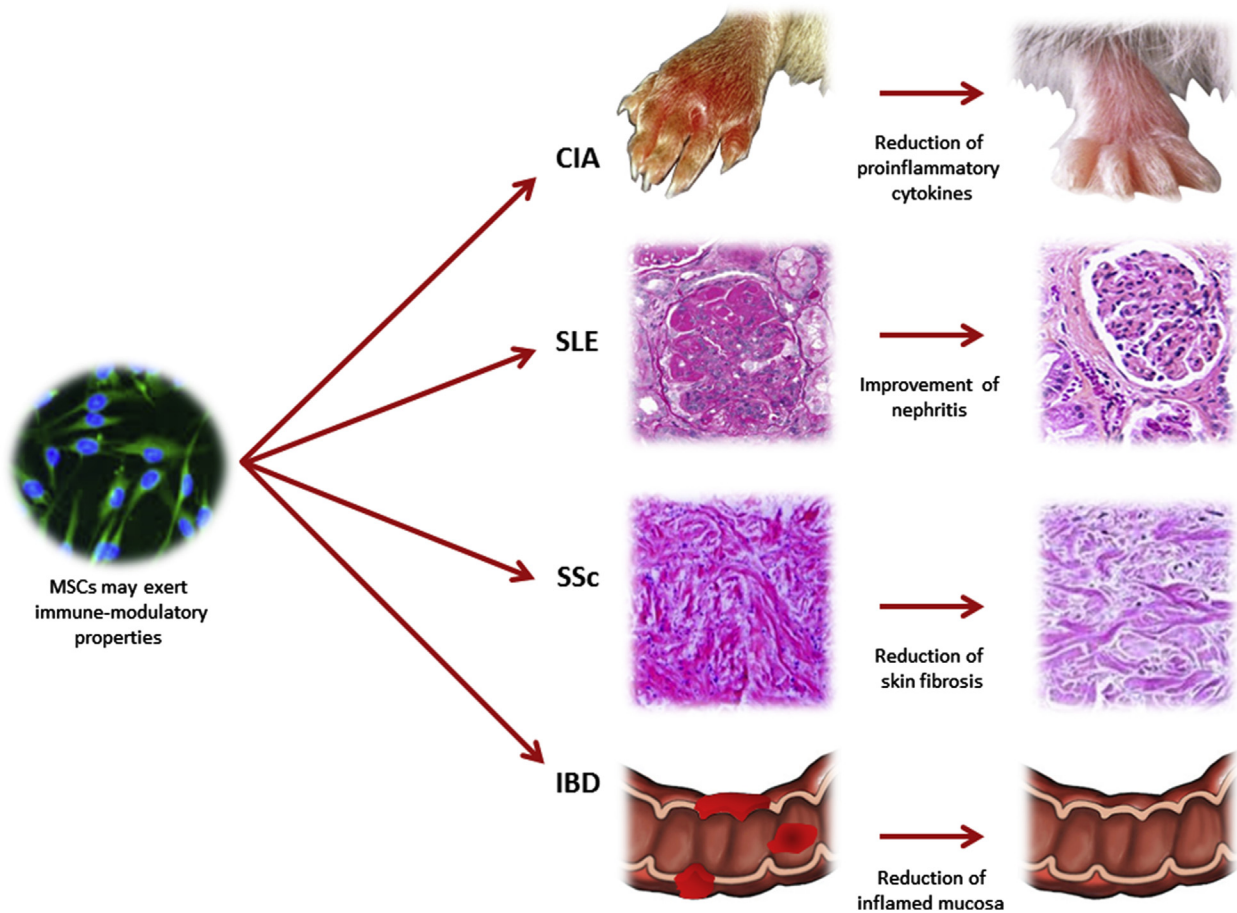 CIA
Reduction of
proinflammatory
cytokines
SLE
Improvement of
nephritis
MSCs may exert
immune-modulatory
properties
SSc
Reduction of
skin fibrosis
IBD
Reduction of
inflamed mucosa